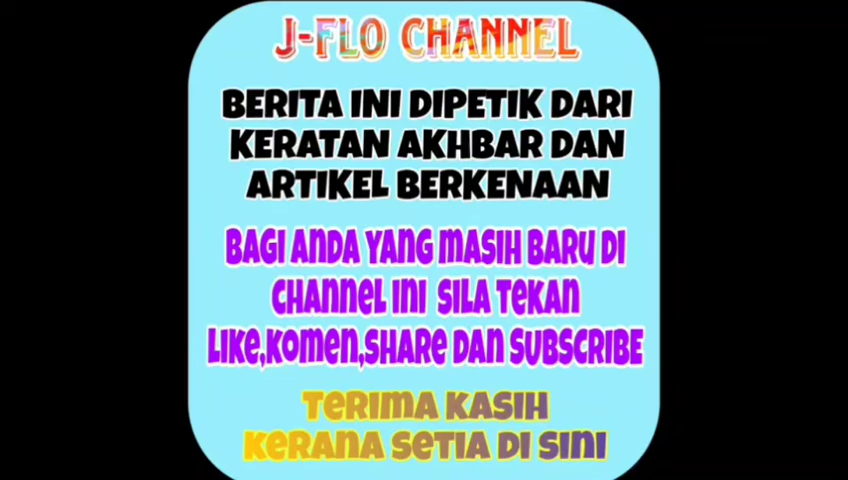 J-FLO CHANNEL
BERITA INI DIPETIK DARI
KERATAN AKHBAR DAN
ARTIKEL BERKENAAN
BAGI ANDA YANG MASIH BARU DI
CHANNEL INI SILA TEKAN
LIKE,KOMEN,SHARE DAN SUBSCRIBE
TERIMA KASIH
KERANA SETIA DI SINI